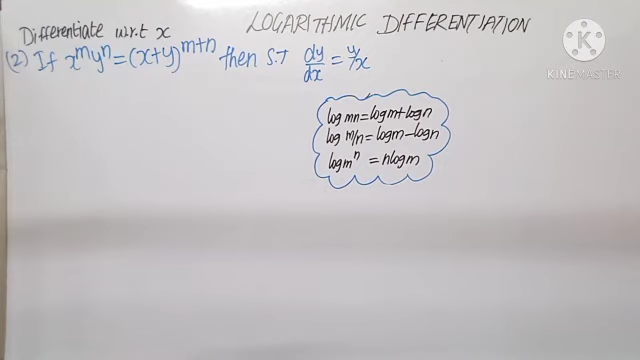 LOGARITHMIC DIFFERENTIATION
Differentiate w.r.t x
(2) If x^m y^n = (x+y)^{m+n} then S.T dy/dx = y/x
log mn = log m + log n
log m/n = log m − log n
log m^n = n log m
KINEMASTER